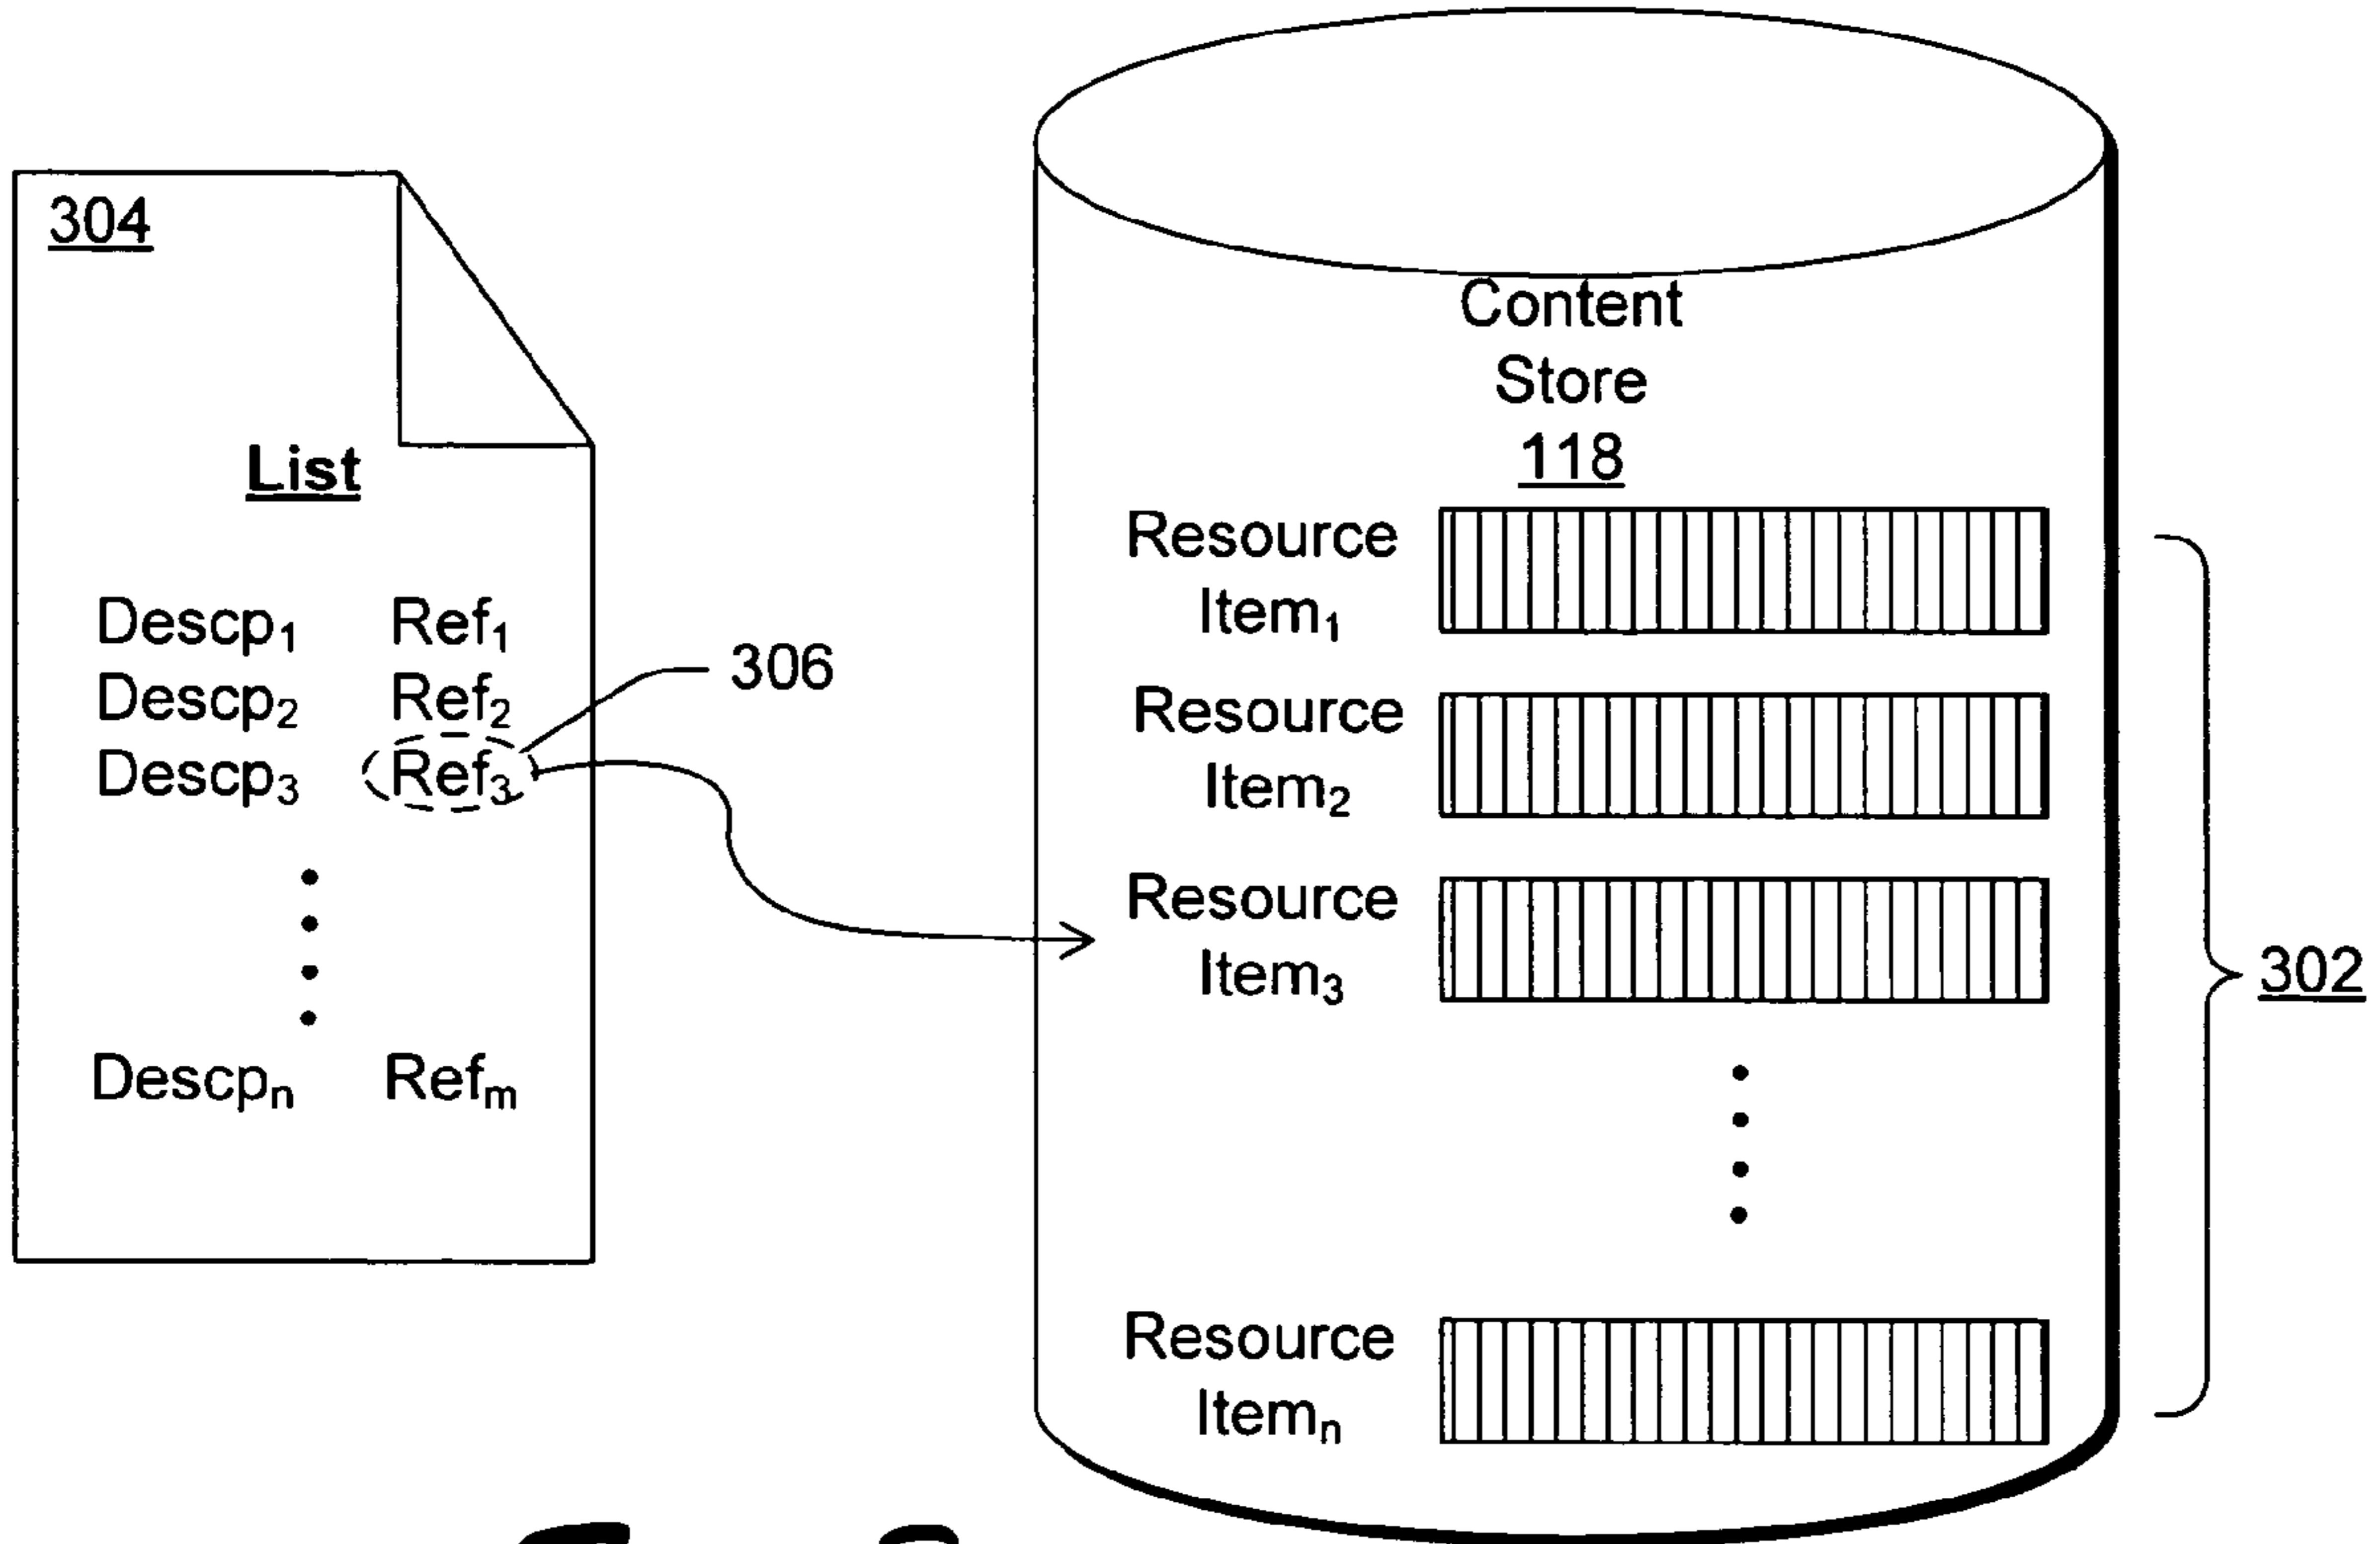 304
List
Descp1 Ref1
Descp2 Ref2
Descp3 Ref3
Descpn Refm
306
Content
Store
118
Resource
Item1
Resource
Item2
Resource
Item3
Resource
Itemn
302